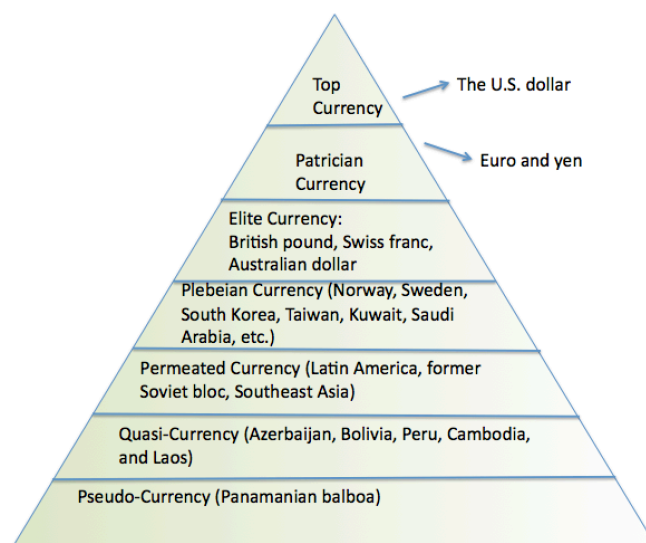 Top
Currency
The U.S. dollar
Patrician
Currency
Euro and yen
Elite Currency:
British pound, Swiss franc,
Australian dollar
Plebeian Currency (Norway, Sweden,
South Korea, Taiwan, Kuwait, Saudi
Arabia, etc.)
Permeated Currency (Latin America, former
Soviet bloc, Southeast Asia)
Quasi-Currency (Azerbaijan, Bolivia, Peru, Cambodia,
and Laos)
Pseudo-Currency (Panamanian balboa)